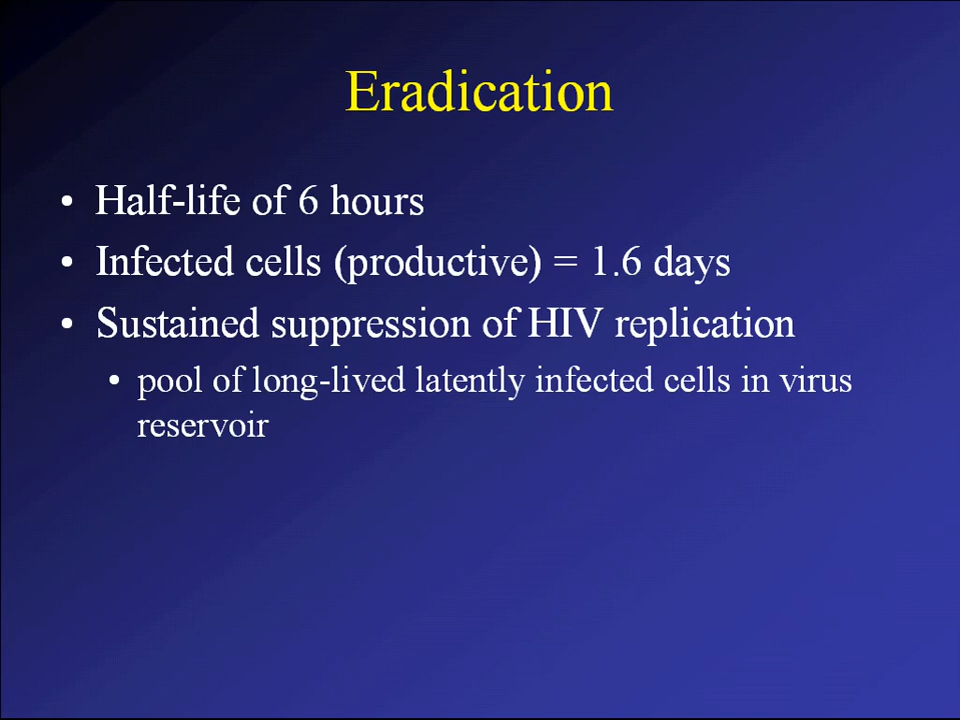 Eradication
• Half-life of 6 hours
• Infected cells (productive) = 1.6 days
• Sustained suppression of HIV replication
• pool of long-lived latently infected cells in virus
reservoir